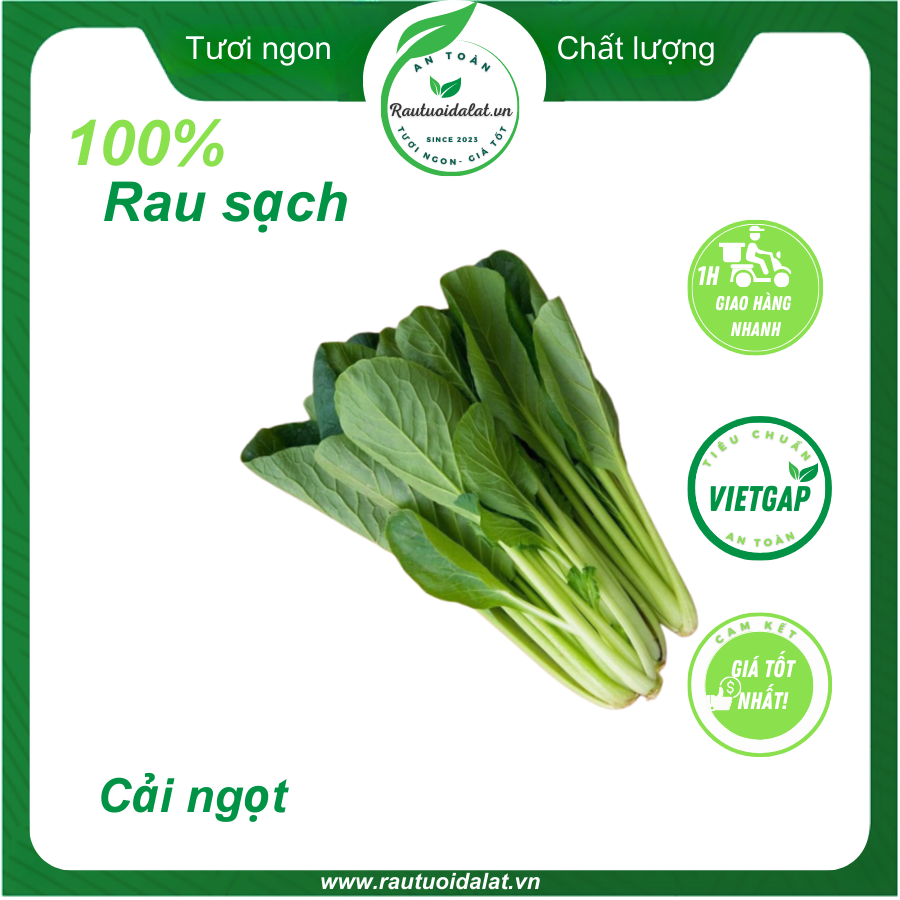 Tươi ngon
Chất lượng
AN TOÀN
Rautuoidalat.vn
SINCE 2023
TƯƠI NGON- GIÁ TỐT
100%
Rau sạch
1H
GIAO HÀNG
NHANH
TIÊU CHUẨN
VIETGAP
AN TOÀN
CAM KẾT
GIÁ TỐT
$
NHẤT!
Cải ngọt
www.rautuoidalat.vn